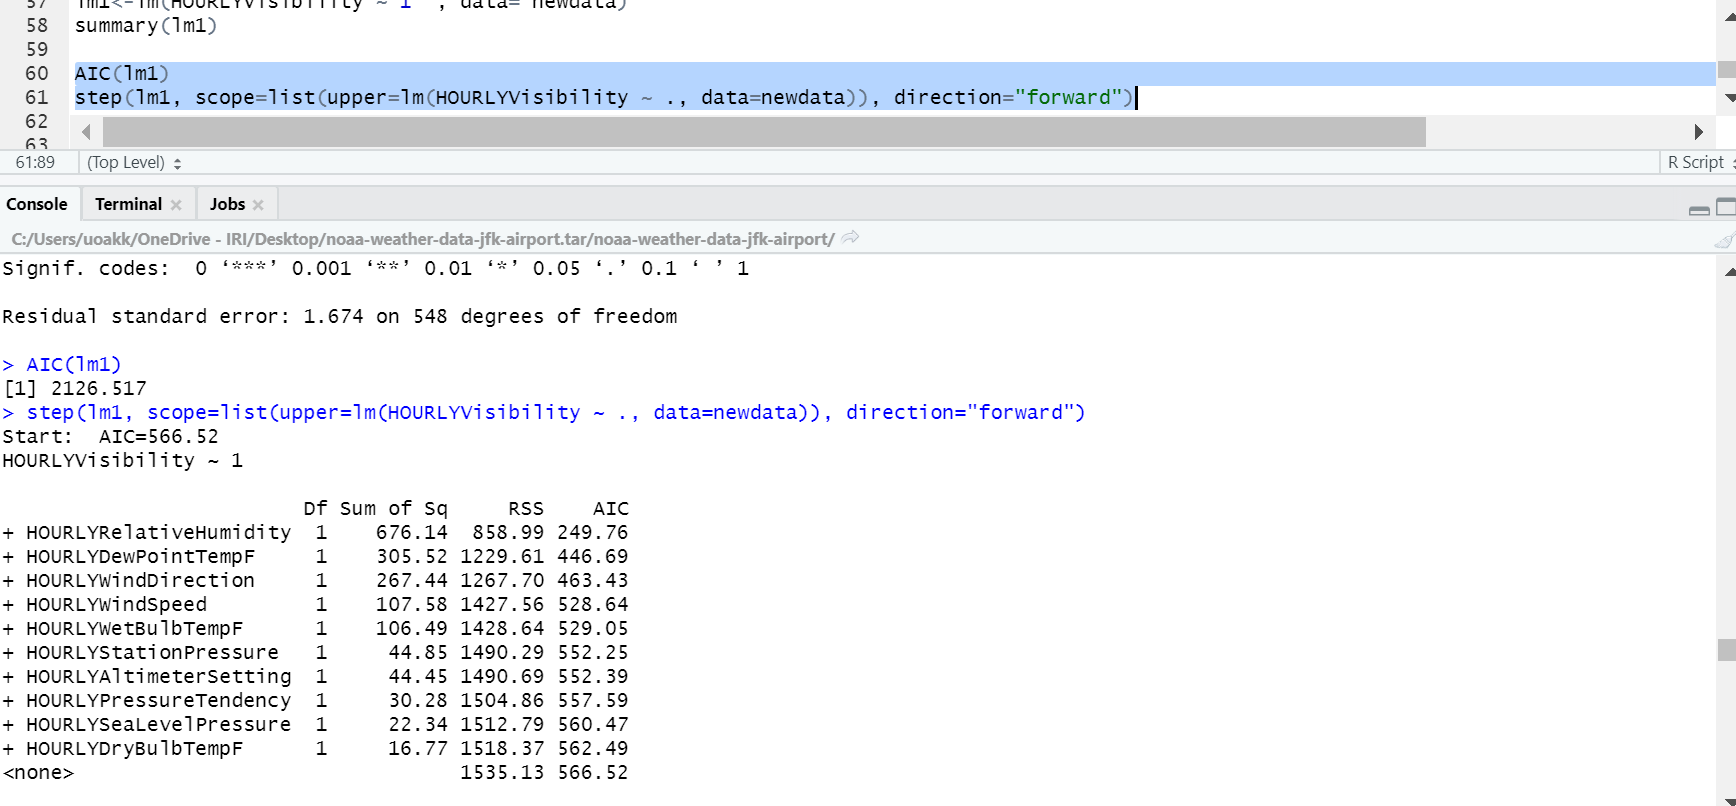 57 lm1<-lm(HOURLYVisibility ~ 1  , data= newdata)
58 summary(lm1)
59
60 AIC(lm1)
61 step(lm1, scope=list(upper=lm(HOURLYVisibility ~ ., data=newdata)), direction="forward")
62
63
61:89 (Top Level) R Script
Console Terminal Jobs
C:/Users/uoakk/OneDrive - IRI/Desktop/noaa-weather-data-jfk-airport.tar/noaa-weather-data-jfk-airport/
Signif. codes:  0 ‘***’ 0.001 ‘**’ 0.01 ‘*’ 0.05 ‘.’ 0.1 ‘ ’ 1
Residual standard error: 1.674 on 548 degrees of freedom
> AIC(lm1)
[1] 2126.517
> step(lm1, scope=list(upper=lm(HOURLYVisibility ~ ., data=newdata)), direction="forward")
Start:  AIC=566.52
HOURLYVisibility ~ 1
Df Sum of Sq RSS AIC
+ HOURLYRelativeHumidity 1 676.14 858.99 249.76
+ HOURLYDewPointTempF 1 305.52 1229.61 446.69
+ HOURLYWindDirection 1 267.44 1267.70 463.43
+ HOURLYWindSpeed 1 107.58 1427.56 528.64
+ HOURLYWetBulbTempF 1 106.49 1428.64 529.05
+ HOURLYStationPressure 1 44.85 1490.29 552.25
+ HOURLYAltimeterSetting 1 44.45 1490.69 552.39
+ HOURLYPressureTendency 1 30.28 1504.86 557.59
+ HOURLYSeaLevelPressure 1 22.34 1512.79 560.47
+ HOURLYDryBulbTempF 1 16.77 1518.37 562.49
<none> 1535.13 566.52